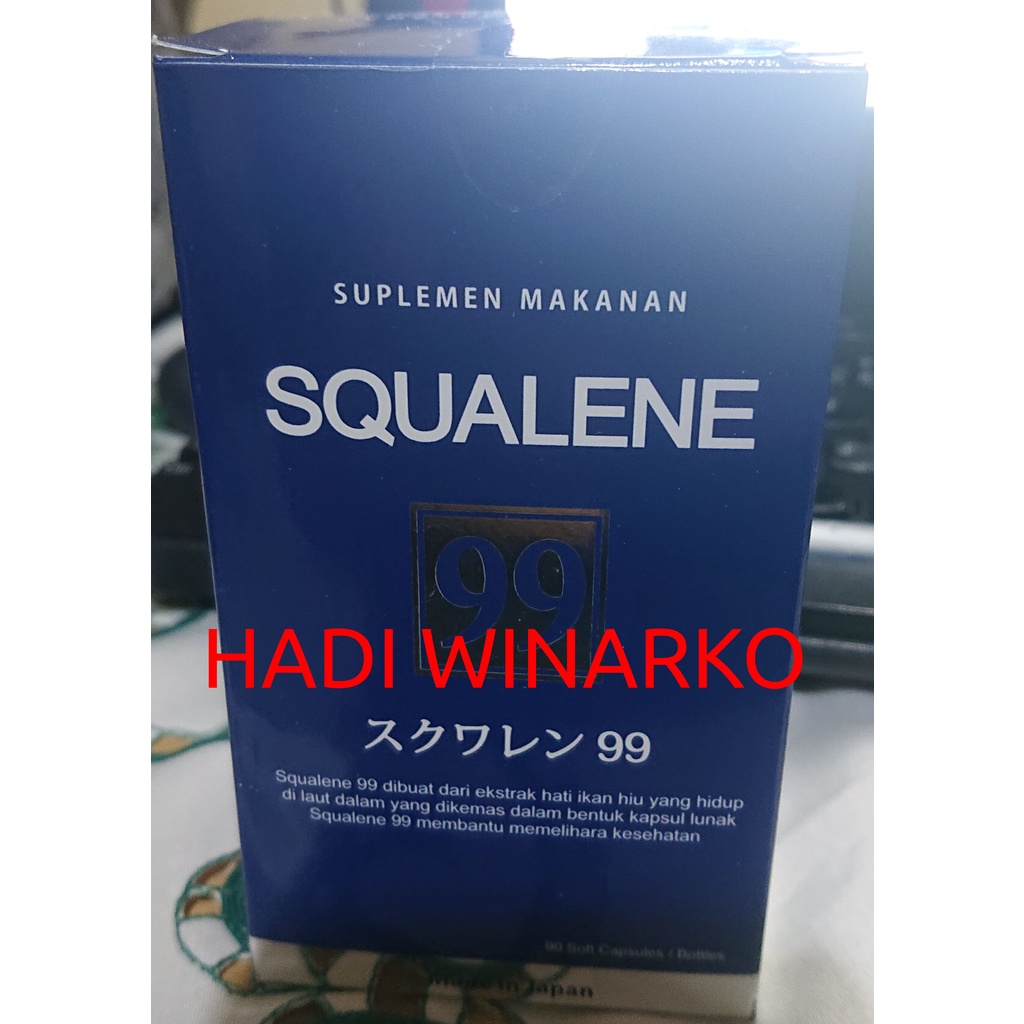 SUPLEMEN MAKANAN
SQUALENE
99
HADI WINARKO
スクワレン 99
Squalene 99 dibuat dari ekstrak hati ikan hiu yang hidup
di laut dalam yang dikemas dalam bentuk kapsul lunak
Squalene 99 membantu memelihara kesehatan
90 Soft Capsules / Bottles
Made in Japan